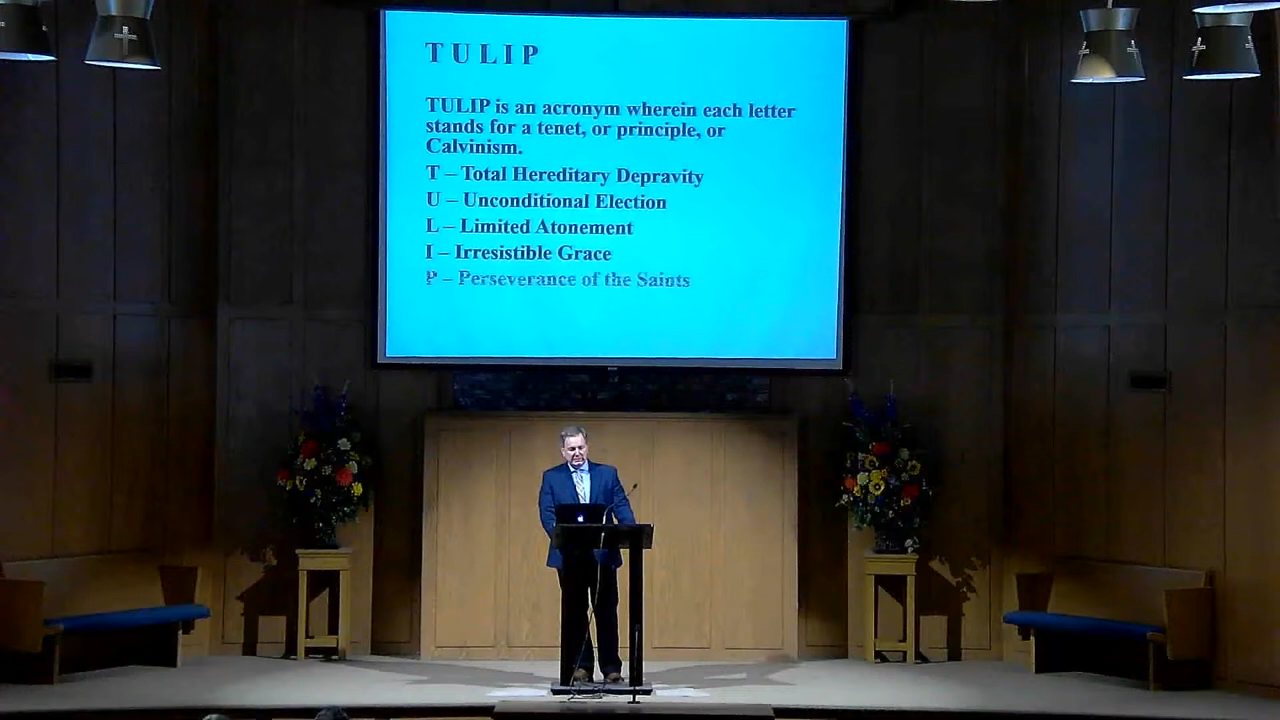 TULIP
TULIP is an acronym wherein each letter
stands for a tenet, or principle, or
Calvinism.
T – Total Hereditary Depravity
U – Unconditional Election
L – Limited Atonement
I – Irresistible Grace
P – Perseverance of the Saints